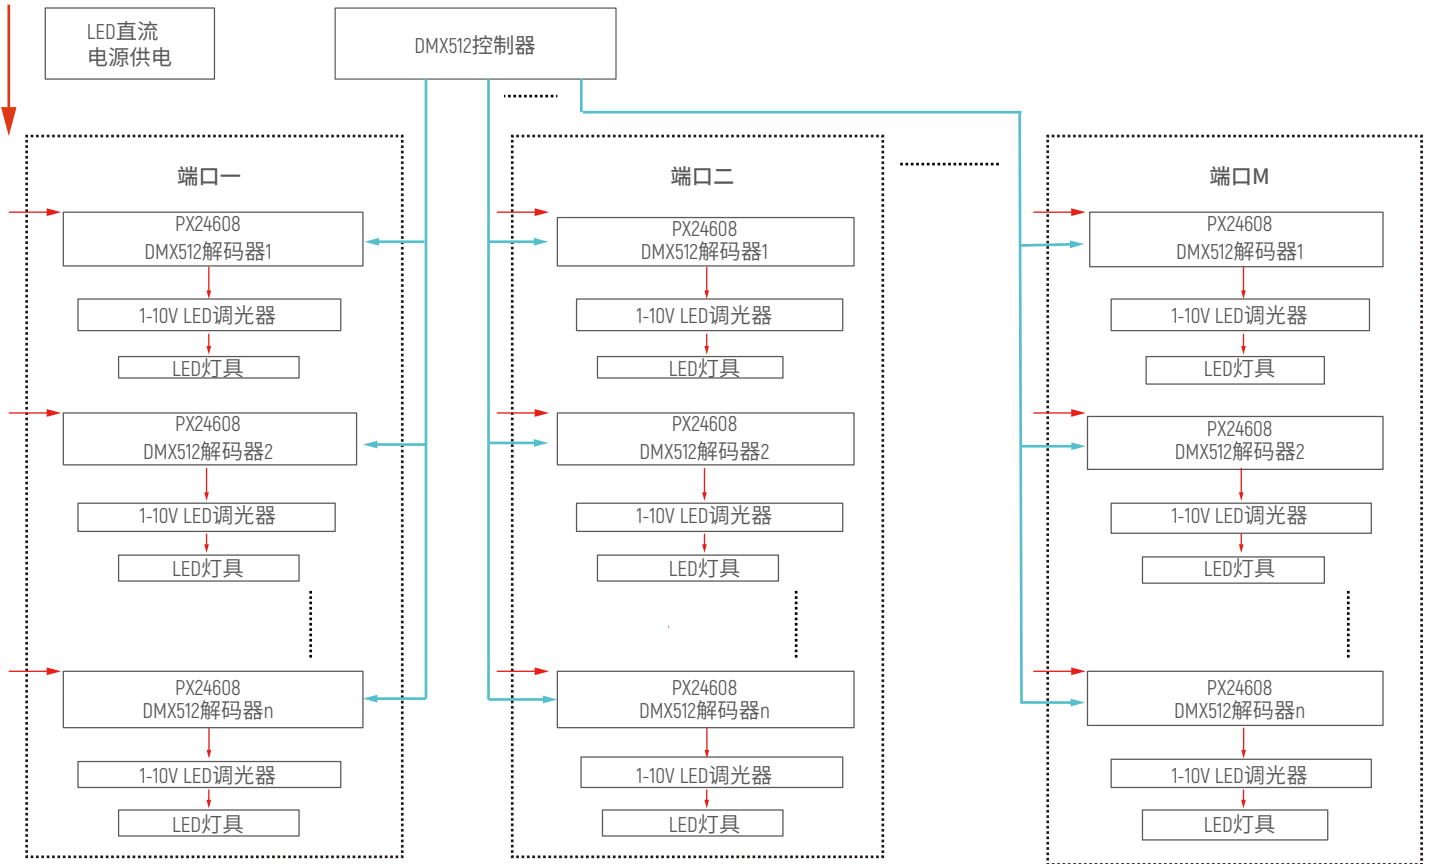 LED直流
电源供电
DMX512控制器
端口一
PX24608
DMX512解码器1
1-10V LED调光器
LED灯具
PX24608
DMX512解码器2
1-10V LED调光器
LED灯具
PX24608
DMX512解码器n
1-10V LED调光器
LED灯具
端口二
PX24608
DMX512解码器1
1-10V LED调光器
LED灯具
PX24608
DMX512解码器2
1-10V LED调光器
LED灯具
PX24608
DMX512解码器n
1-10V LED调光器
LED灯具
端口M
PX24608
DMX512解码器1
1-10V LED调光器
LED灯具
PX24608
DMX512解码器2
1-10V LED调光器
LED灯具
PX24608
DMX512解码器n
1-10V LED调光器
LED灯具